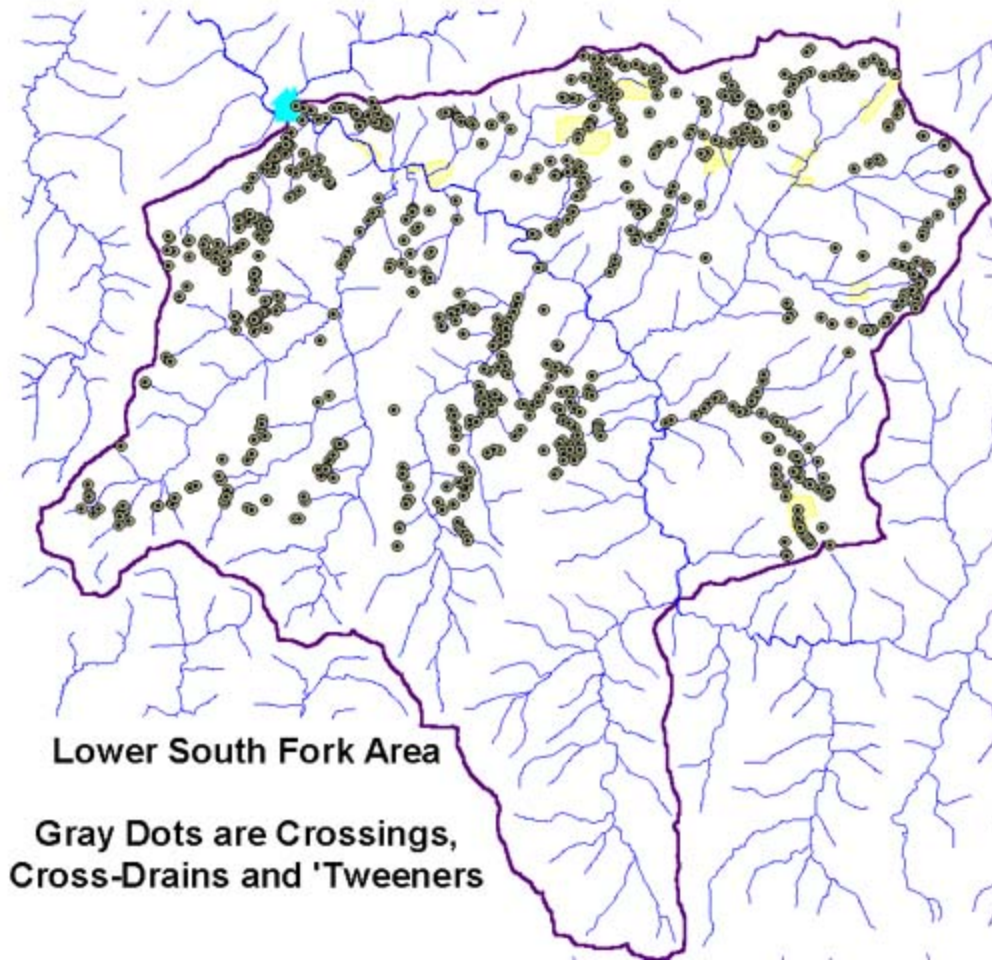 Lower South Fork Area
Gray Dots are Crossings,
Cross-Drains and 'Tweeners